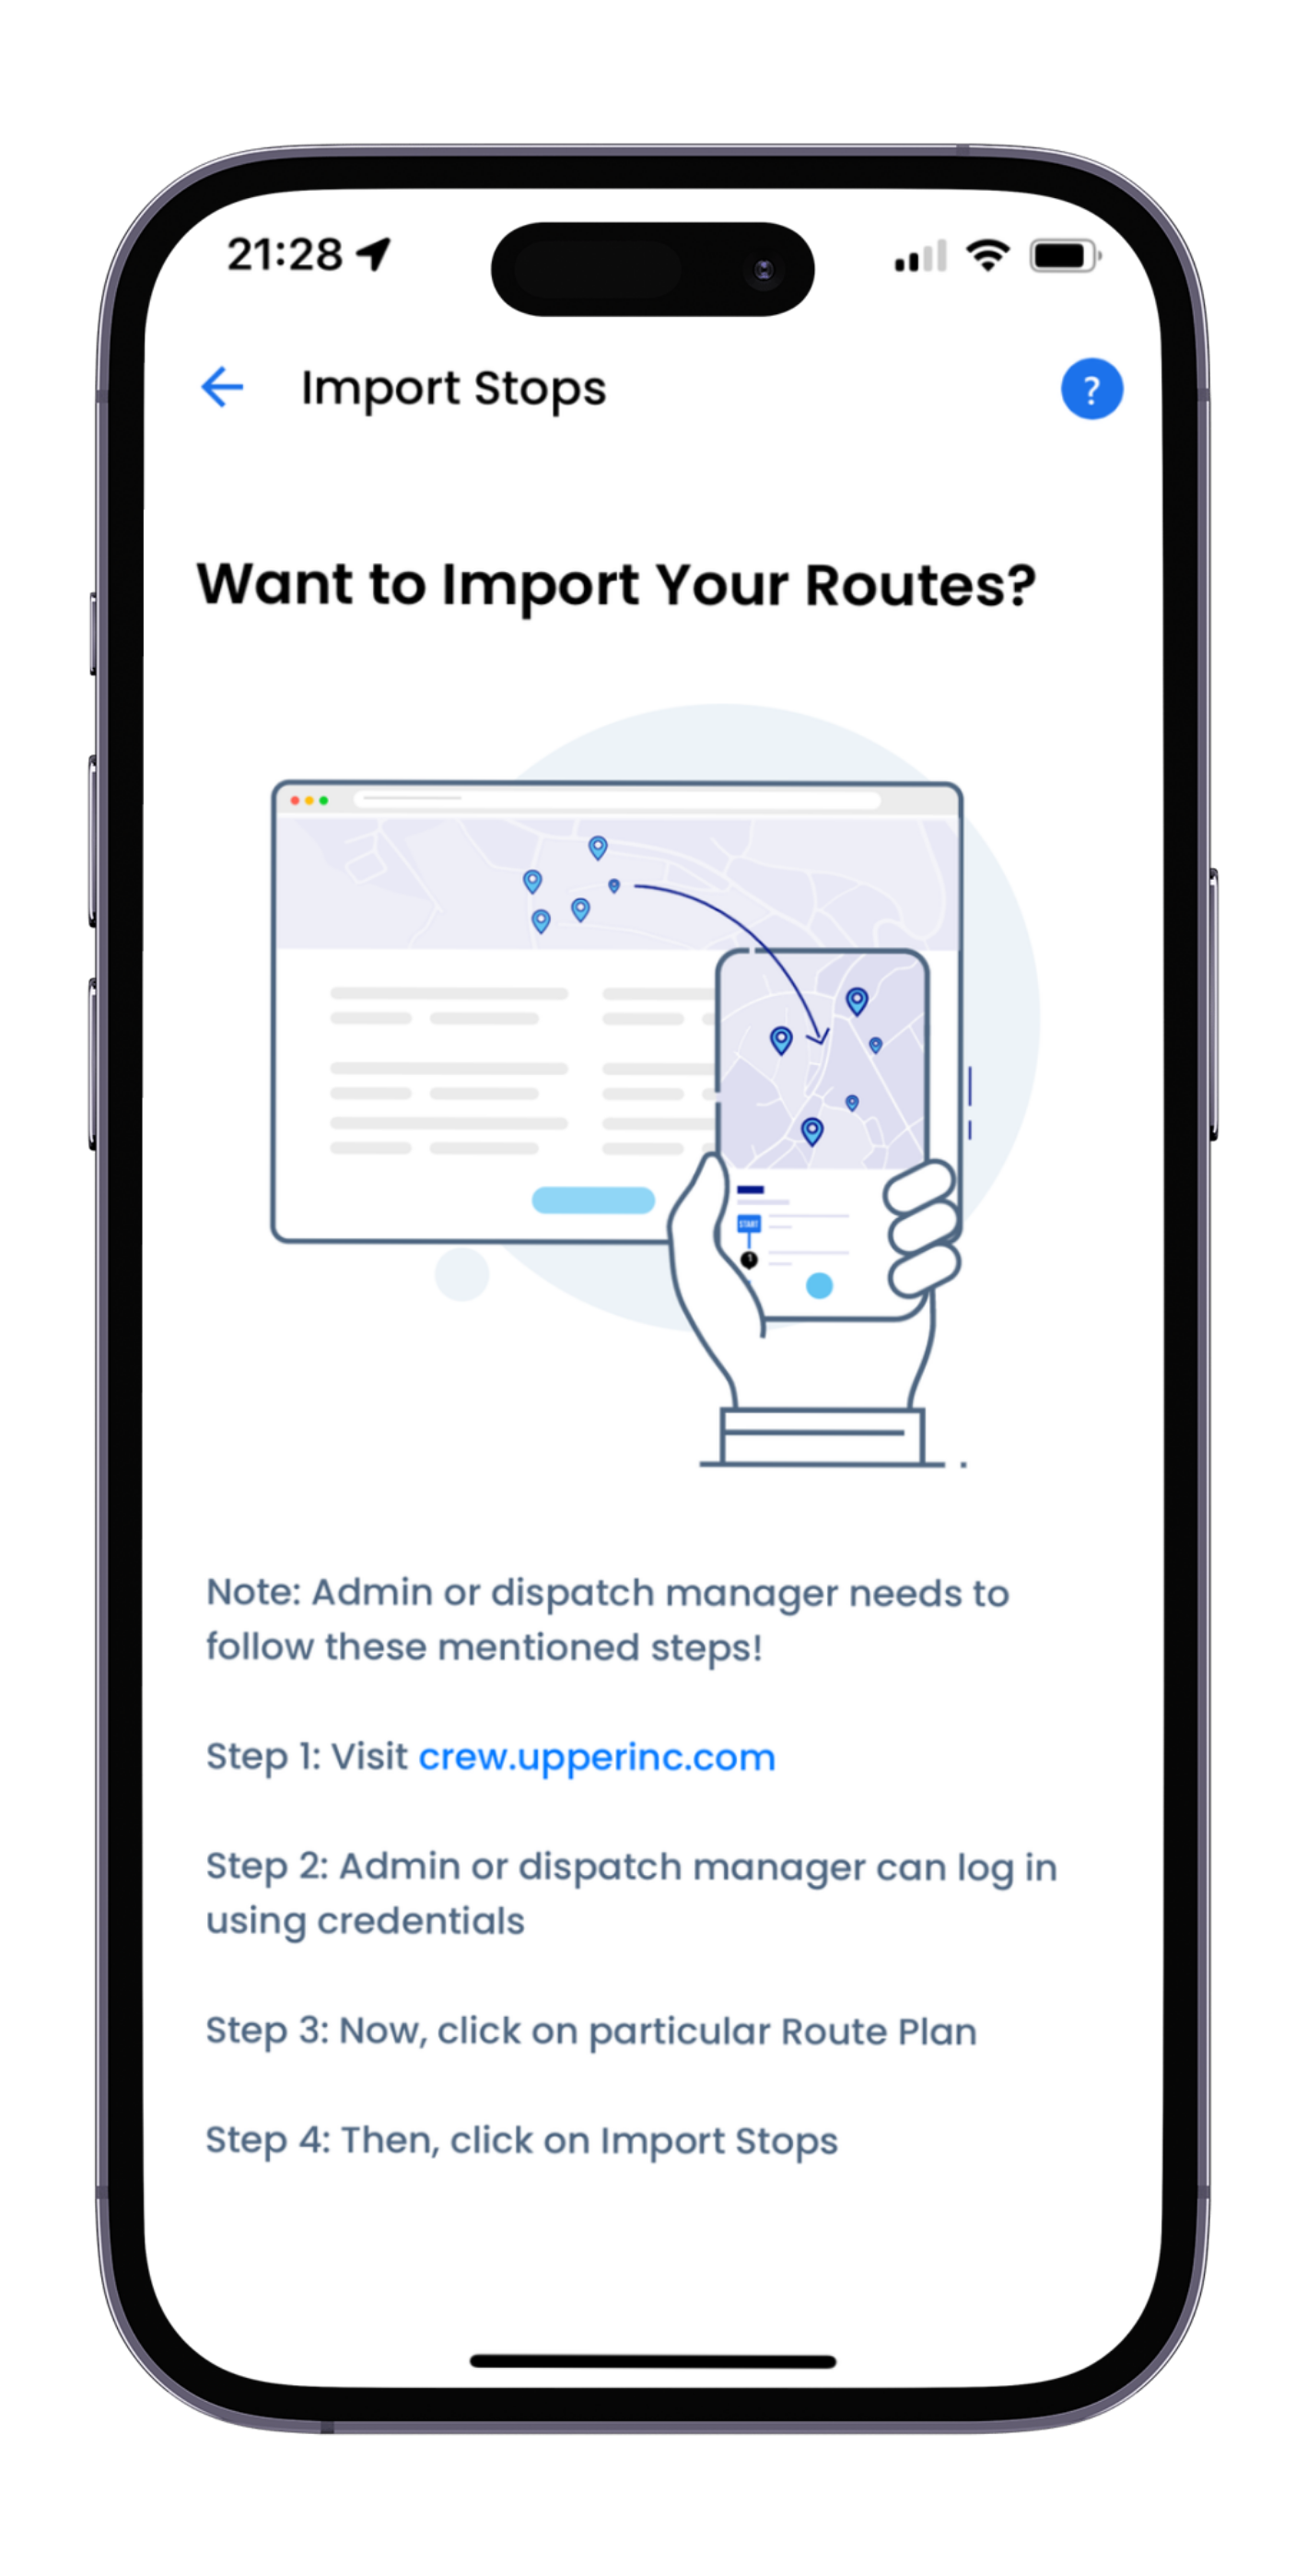 21:28
Import Stops
?
Want to Import Your Routes?
START
1
Note: Admin or dispatch manager needs to
follow these mentioned steps!
Step 1: Visit crew.upperinc.com
Step 2: Admin or dispatch manager can log in
using credentials
Step 3: Now, click on particular Route Plan
Step 4: Then, click on Import Stops